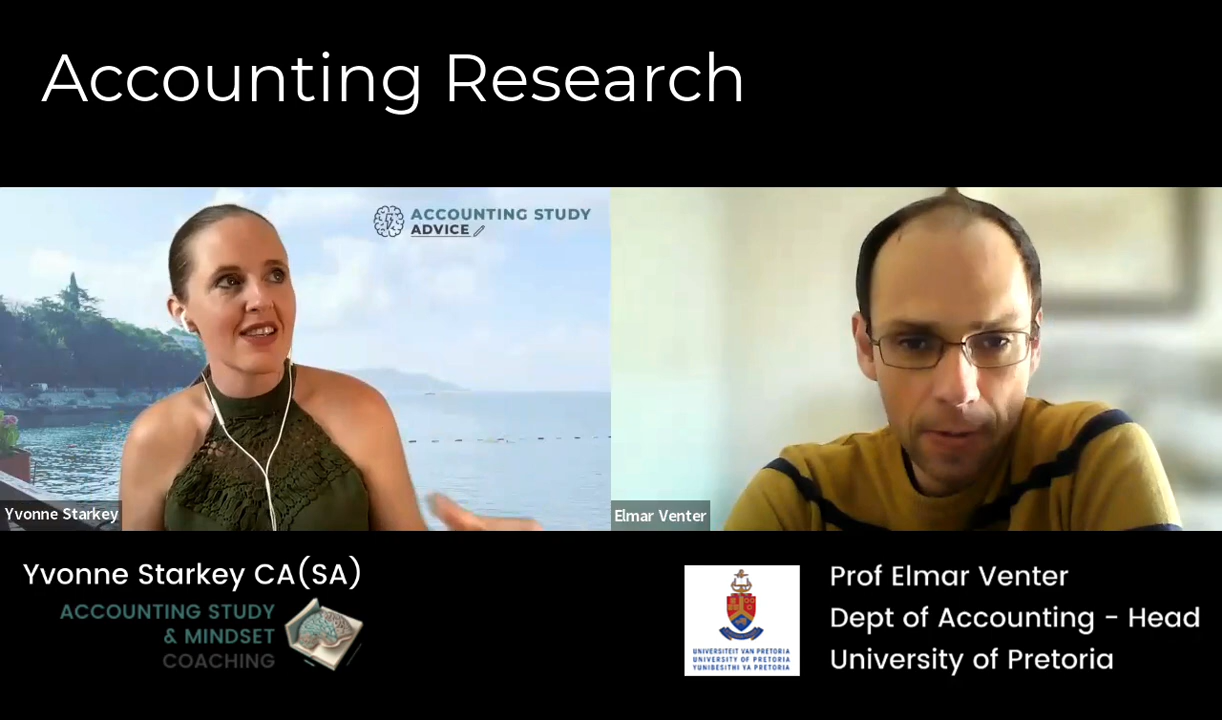 Accounting Research
ACCOUNTING STUDY
ADVICE
Yvonne Starkey
Elmar Venter
Yvonne Starkey CA(SA)
ACCOUNTING STUDY
& MINDSET
COACHING
UNIVERSITEIT VAN PRETORIA
UNIVERSITY OF PRETORIA
YUNIBESITHI YA PRETORIA
Prof Elmar Venter
Dept of Accounting - Head
University of Pretoria